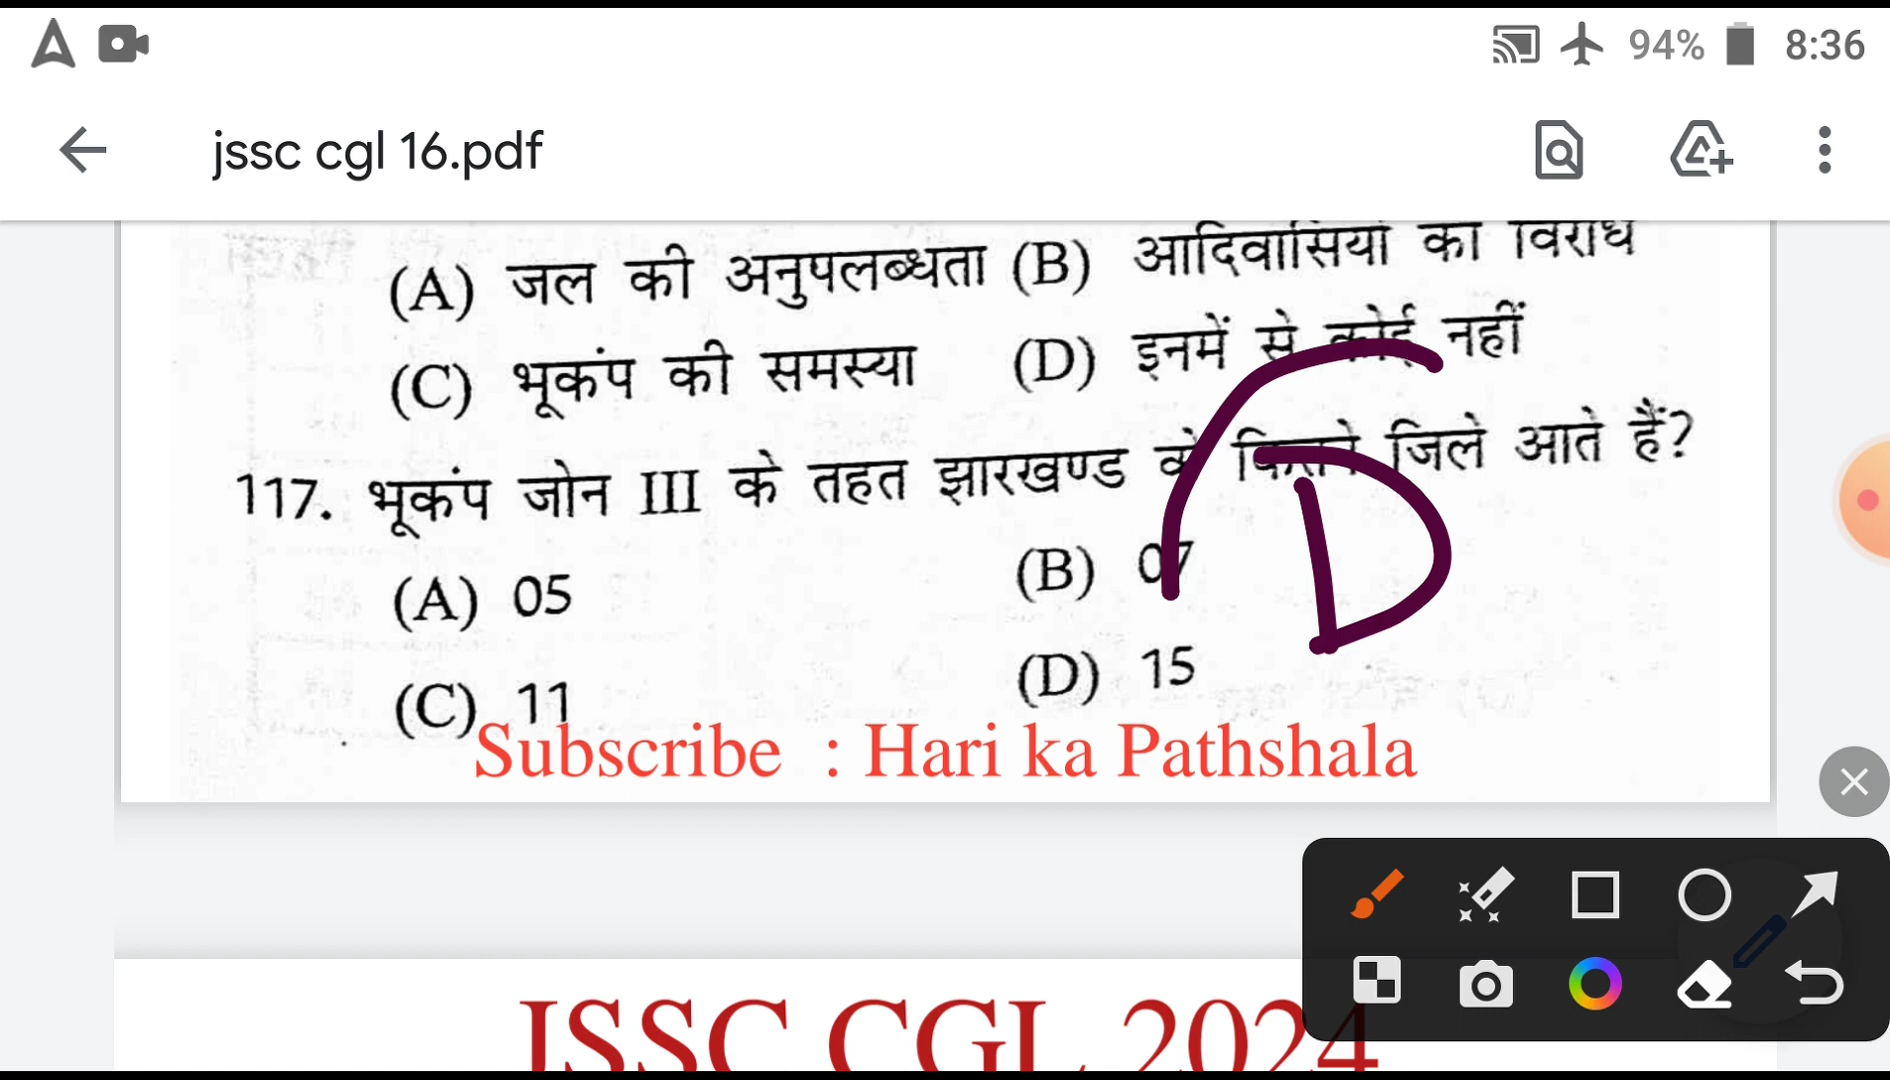 94% 8:36
jssc cgl 16.pdf
(A) जल की अनुपलब्धता (B) आदिवासियों का विरोध
(C) भूकंप की समस्या (D) इनमें से कोई नहीं
117. भूकंप जोन III के तहत झारखण्ड के कितने जिले आते हैं?
(A) 05 (B) 07
D
(C) 11 (D) 15
Subscribe : Hari ka Pathshala
JSSC CGL 2024